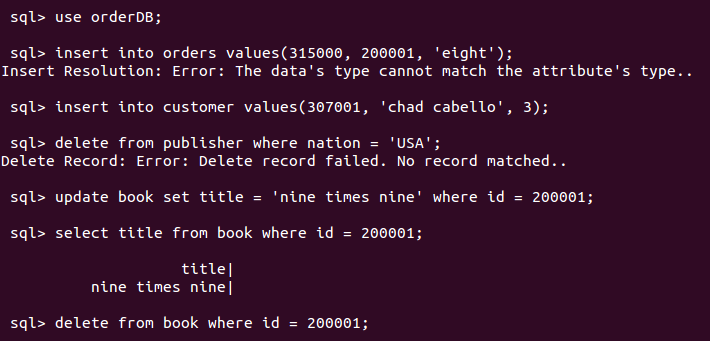 sql> use orderDB;
sql> insert into orders values(315000, 200001, 'eight');
Insert Resolution: Error: The data's type cannot match the attribute's type..
sql> insert into customer values(307001, 'chad cabello', 3);
sql> delete from publisher where nation = 'USA';
Delete Record: Error: Delete record failed. No record matched..
sql> update book set title = 'nine times nine' where id = 200001;
sql> select title from book where id = 200001;
title|
nine times nine|
sql> delete from book where id = 200001;